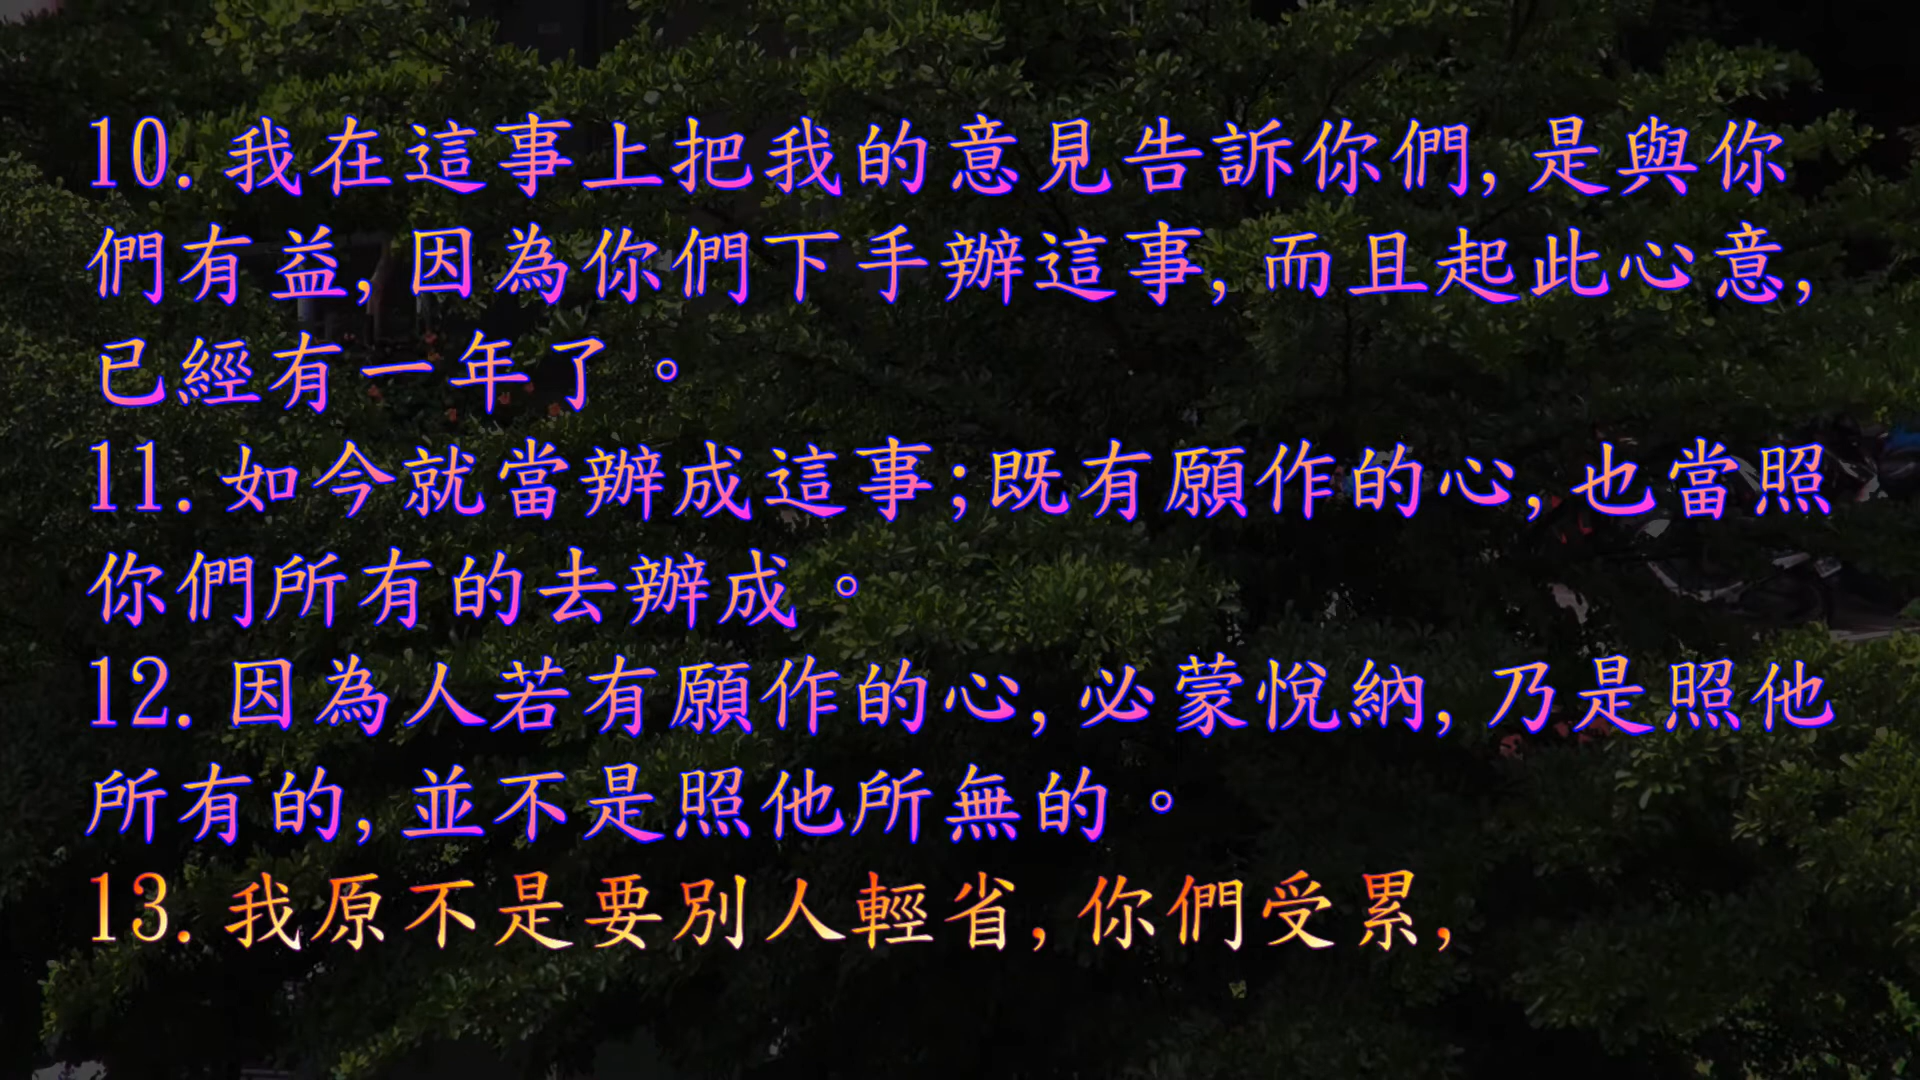 10.我在這事上把我的意見告訴你們,是與你
們有益,因為你們下手辦這事,而且起此心意,
已經有一年了。
11.如今就當辦成這事;既有願作的心,也當照
你們所有的去辦成。
12.因為人若有願作的心,必蒙悅納,乃是照他
所有的,並不是照他所無的。
13.我原不是要別人輕省,你們受累,